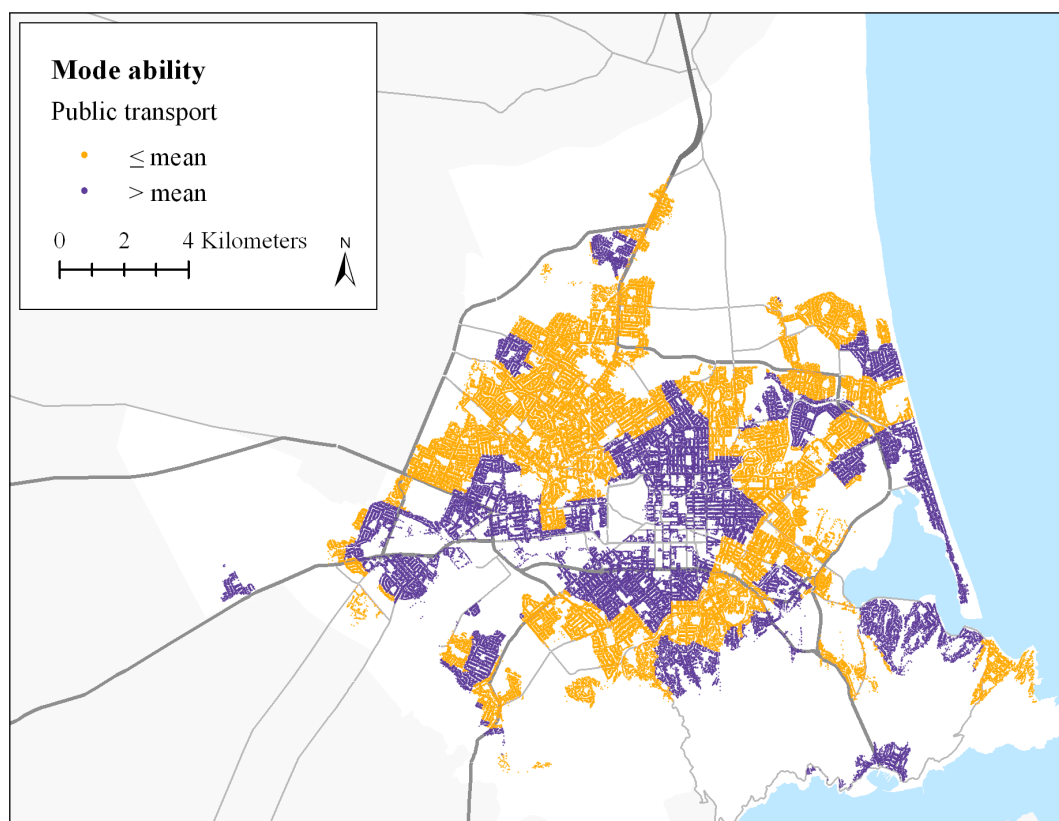 Mode ability
Public transport
≤ mean
> mean
0 2 4 Kilometers
N